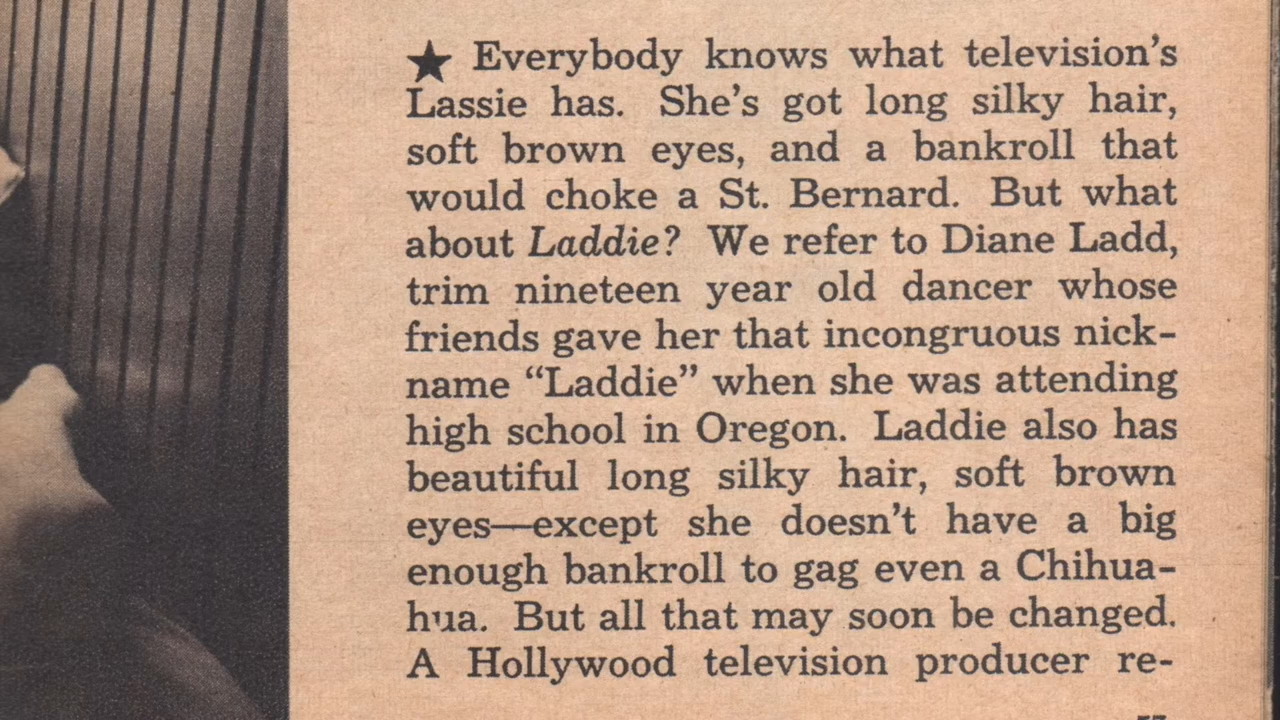 ★ Everybody knows what television's
Lassie has. She's got long silky hair,
soft brown eyes, and a bankroll that
would choke a St. Bernard. But what
about Laddie? We refer to Diane Ladd,
trim nineteen year old dancer whose
friends gave her that incongruous nick-
name “Laddie” when she was attending
high school in Oregon. Laddie also has
beautiful long silky hair, soft brown
eyes—except she doesn't have a big
enough bankroll to gag even a Chihua-
hua. But all that may soon be changed.
A Hollywood television producer re-